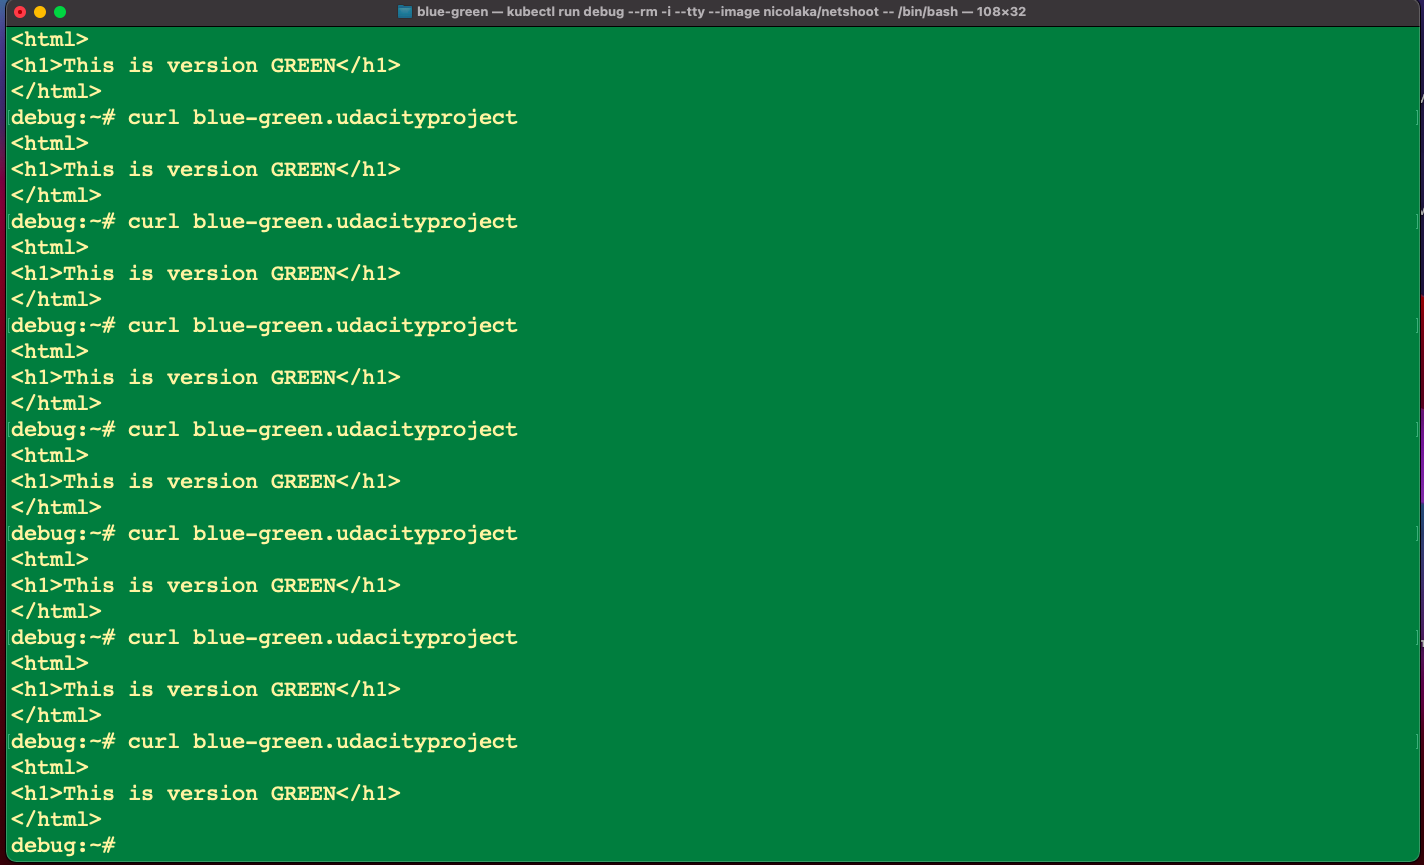 blue-green — kubectl run debug --rm -i --tty --image nicolaka/netshoot -- /bin/bash — 108×32
<html>
<h1>This is version GREEN</h1>
</html>
debug:~# curl blue-green.udacityproject
<html>
<h1>This is version GREEN</h1>
</html>
debug:~# curl blue-green.udacityproject
<html>
<h1>This is version GREEN</h1>
</html>
debug:~# curl blue-green.udacityproject
<html>
<h1>This is version GREEN</h1>
</html>
debug:~# curl blue-green.udacityproject
<html>
<h1>This is version GREEN</h1>
</html>
debug:~# curl blue-green.udacityproject
<html>
<h1>This is version GREEN</h1>
</html>
debug:~# curl blue-green.udacityproject
<html>
<h1>This is version GREEN</h1>
</html>
debug:~# curl blue-green.udacityproject
<html>
<h1>This is version GREEN</h1>
</html>
debug:~#